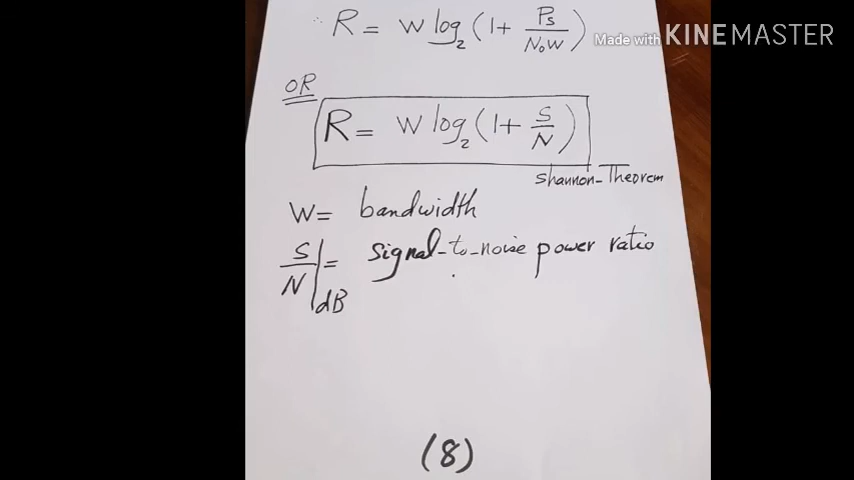 ∴ R = W log₂ (1 + Ps/NoW)
Made with KINEMASTER
OR
R = W log₂ (1 + S/N)
Shannon-Theorem
W = bandwidth
S/N|dB = signal-to-noise power ratio
(8)